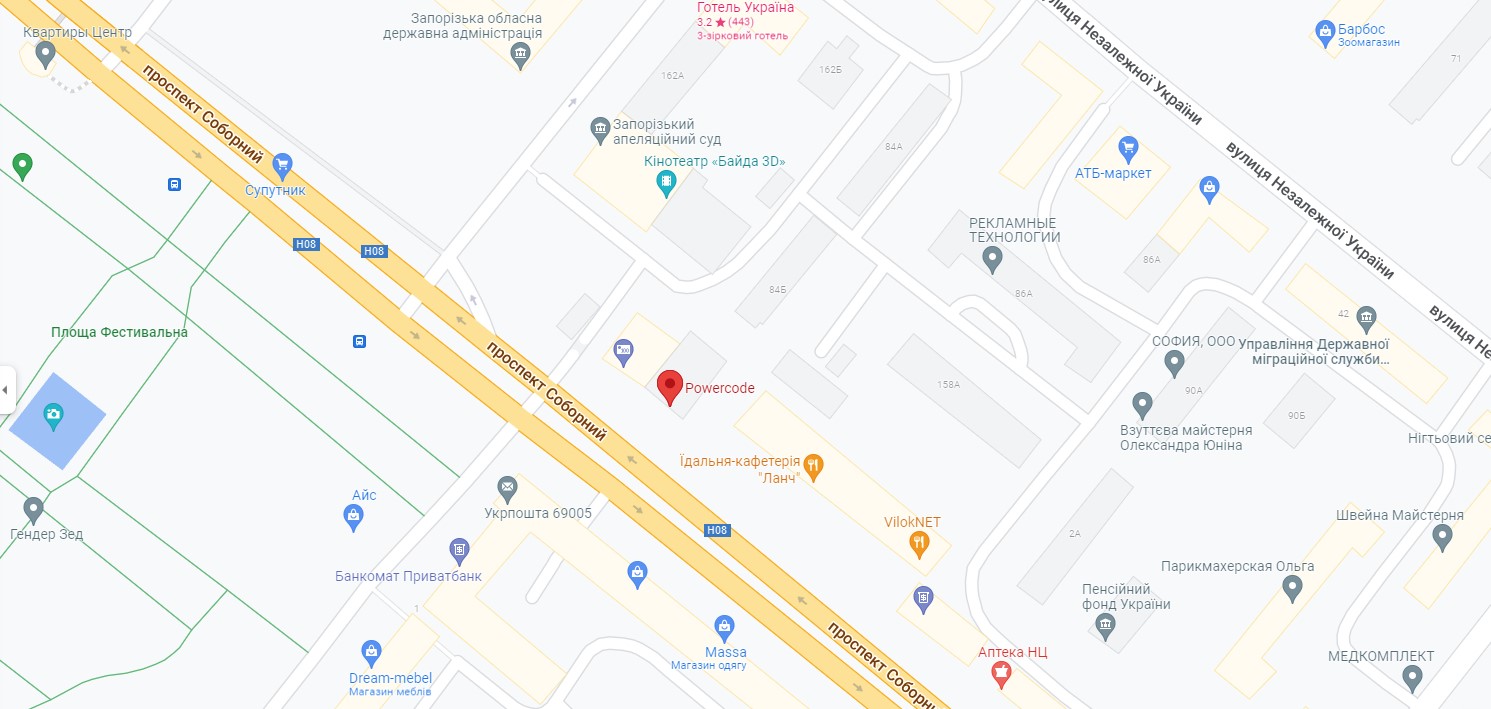 Готель Україна
3.2 ★ (443)
3-зірковий готель
Запорізька обласна
державна адміністрація
Квартиры Центр
Барбос
Зоомагазин
71
вулиця Незалежної України
162А
162Б
проспект Соборний
Запорізький
апеляційний суд
84А
Кінотеатр «Байда 3D»
АТБ-маркет
вулиця Незалежної України
Супутник
РЕКЛАМНЫЕ
ТЕХНОЛОГИИ
H08
H08
86А
84Б
86А
42
вулиця Не
Площа Фестивальна
СОФИЯ, ООО
Управління Державної
міграційної служби...
проспект Соборний
Powercode
158А
90А
90Б
Взуттєва майстерня
Олександра Юніна
Нігтьовий се
Їдальня-кафетерія
"Ланч"
Айс
Укрпошта 69005
Швейна Майстерня
VilokNET
H08
2А
Гендер Зед
Банкомат Приватбанк
Парикмахерская Ольга
Пенсійний
фонд України
1
Massa
Магазин одягу
проспект Соборн
Аптека НЦ
МЕДКОМПЛЕКТ
Dream-mebel
Магазин меблів